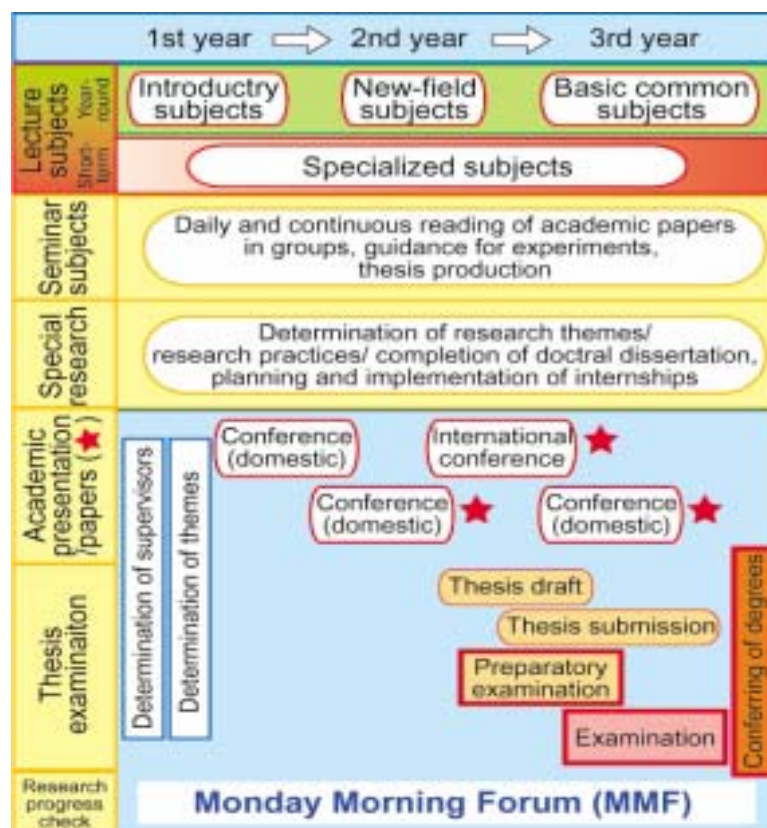 1st year
2nd year
3rd year
Lecture
subjects
Year-
round
Short-
term
Introductry
subjects
New-field
subjects
Basic common
subjects
Specialized subjects
Seminar
subjects
Daily and continuous reading of academic papers
in groups, guidance for experiments,
thesis production
Special
research
Determination of research themes/
research practices/ completion of doctral dissertation,
planning and implementation of internships
Academic
presentation
/papers (★)
Determination of supervisors
Determination of themes
Conference
(domestic)
International
conference
★
Conference
(domestic)
★
Conference
(domestic)
★
Thesis
examinaiton
Thesis draft
Thesis submission
Preparatory
examination
Examination
Conferring of degrees
Research
progress
check
Monday Morning Forum (MMF)